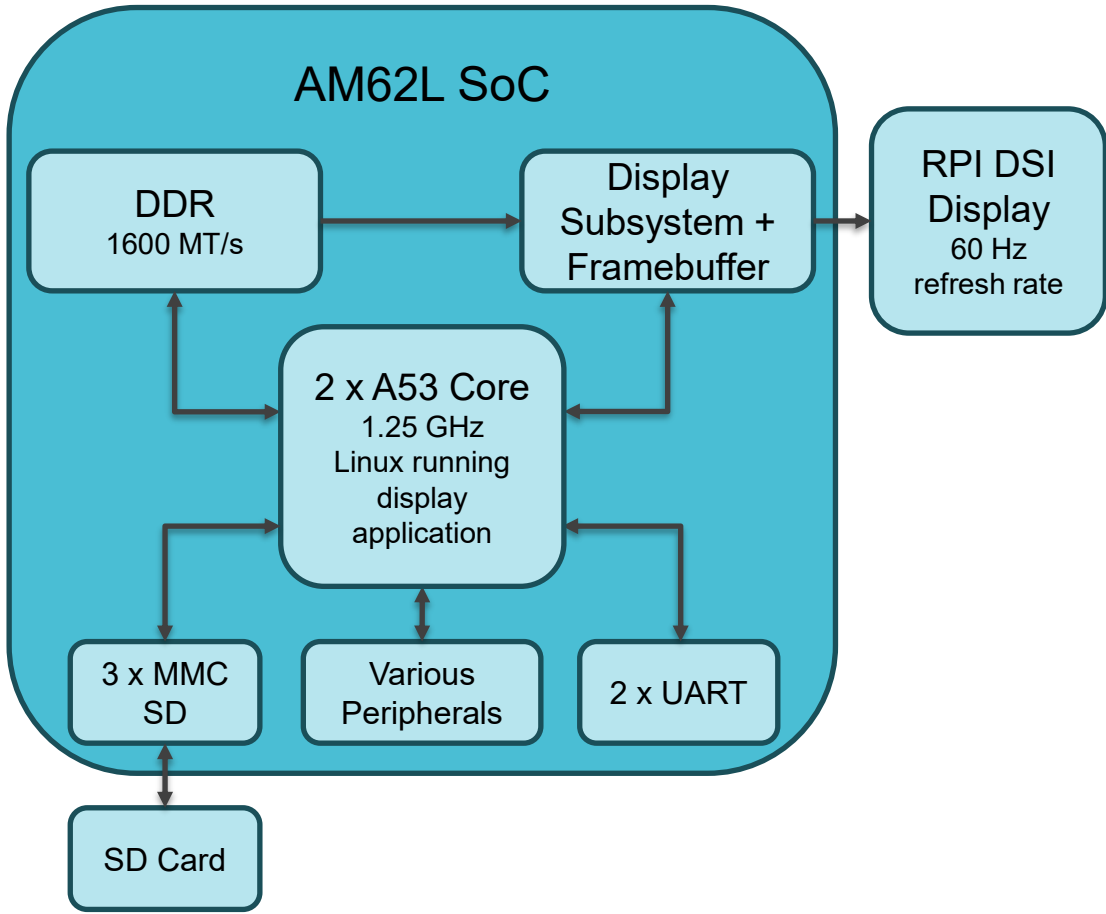 AM62L SoC
DDR
1600 MT/s
Display
Subsystem +
Framebuffer
RPI DSI
Display
60 Hz
refresh rate
2 x A53 Core
1.25 GHz
Linux running
display
application
3 x MMC
SD
Various
Peripherals
2 x UART
SD Card